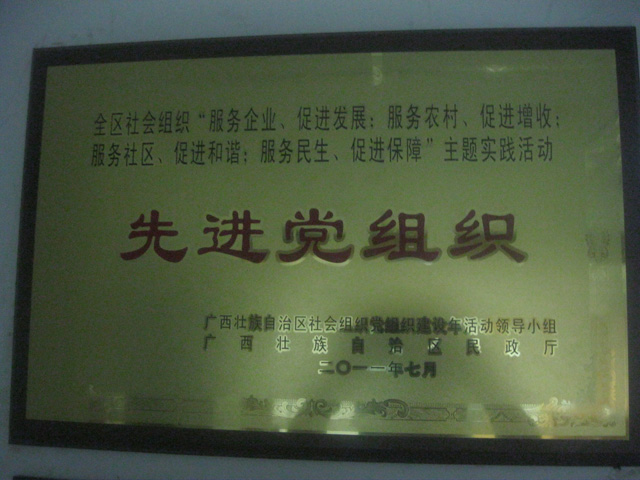 全区社会组织“服务企业、促进发展；服务农村、促进增收；
服务社区、促进和谐；服务民生、促进保障”主题实践活动
先进党组织
广西壮族自治区社会组织党组织建设年活动领导小组
广西壮族自治区民政厅
二〇一一年七月